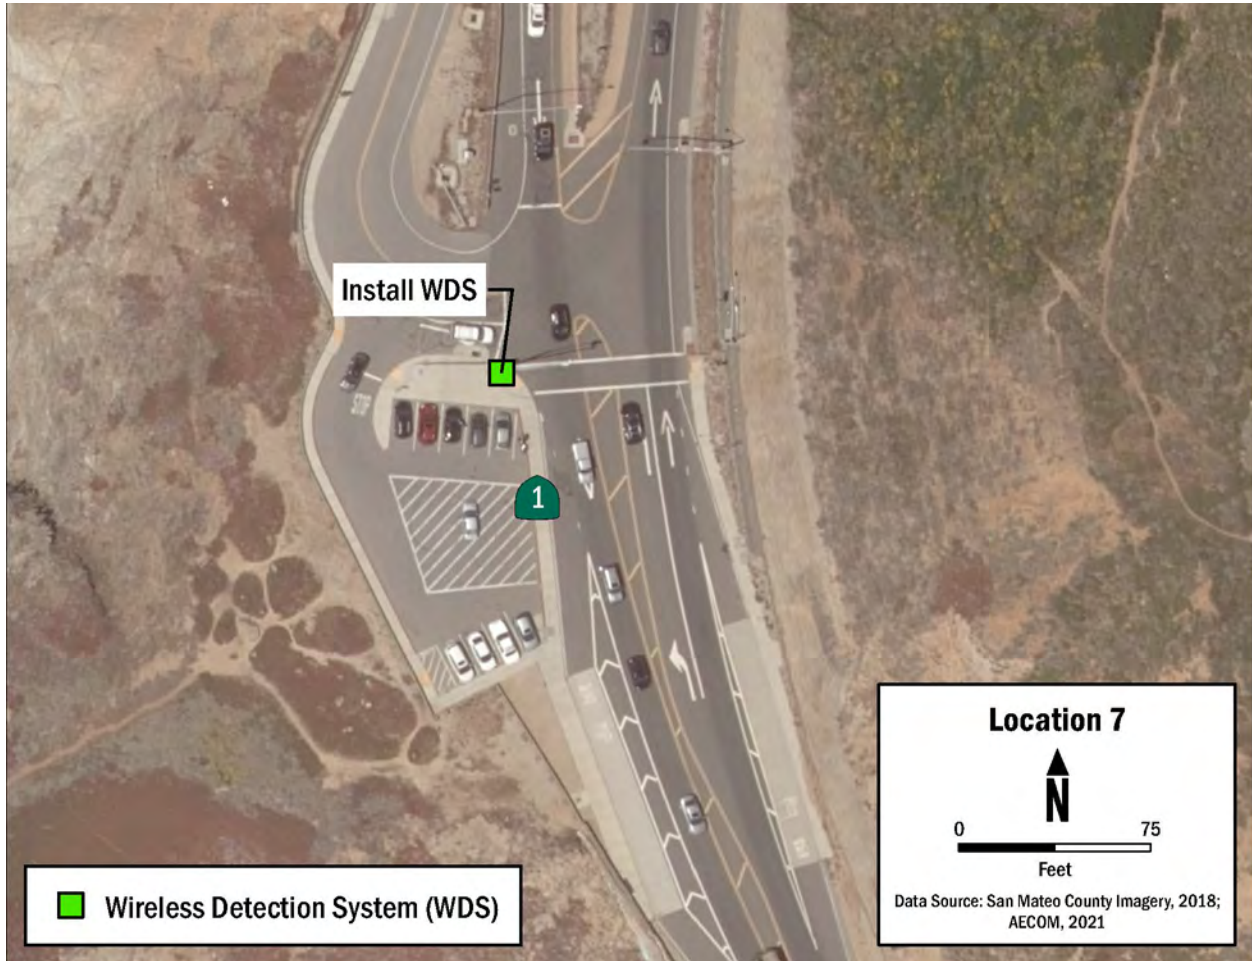 Install WDS
STOP
1
Location 7
N
0 75
Feet
Data Source: San Mateo County Imagery, 2018;
AECOM, 2021
Wireless Detection System (WDS)